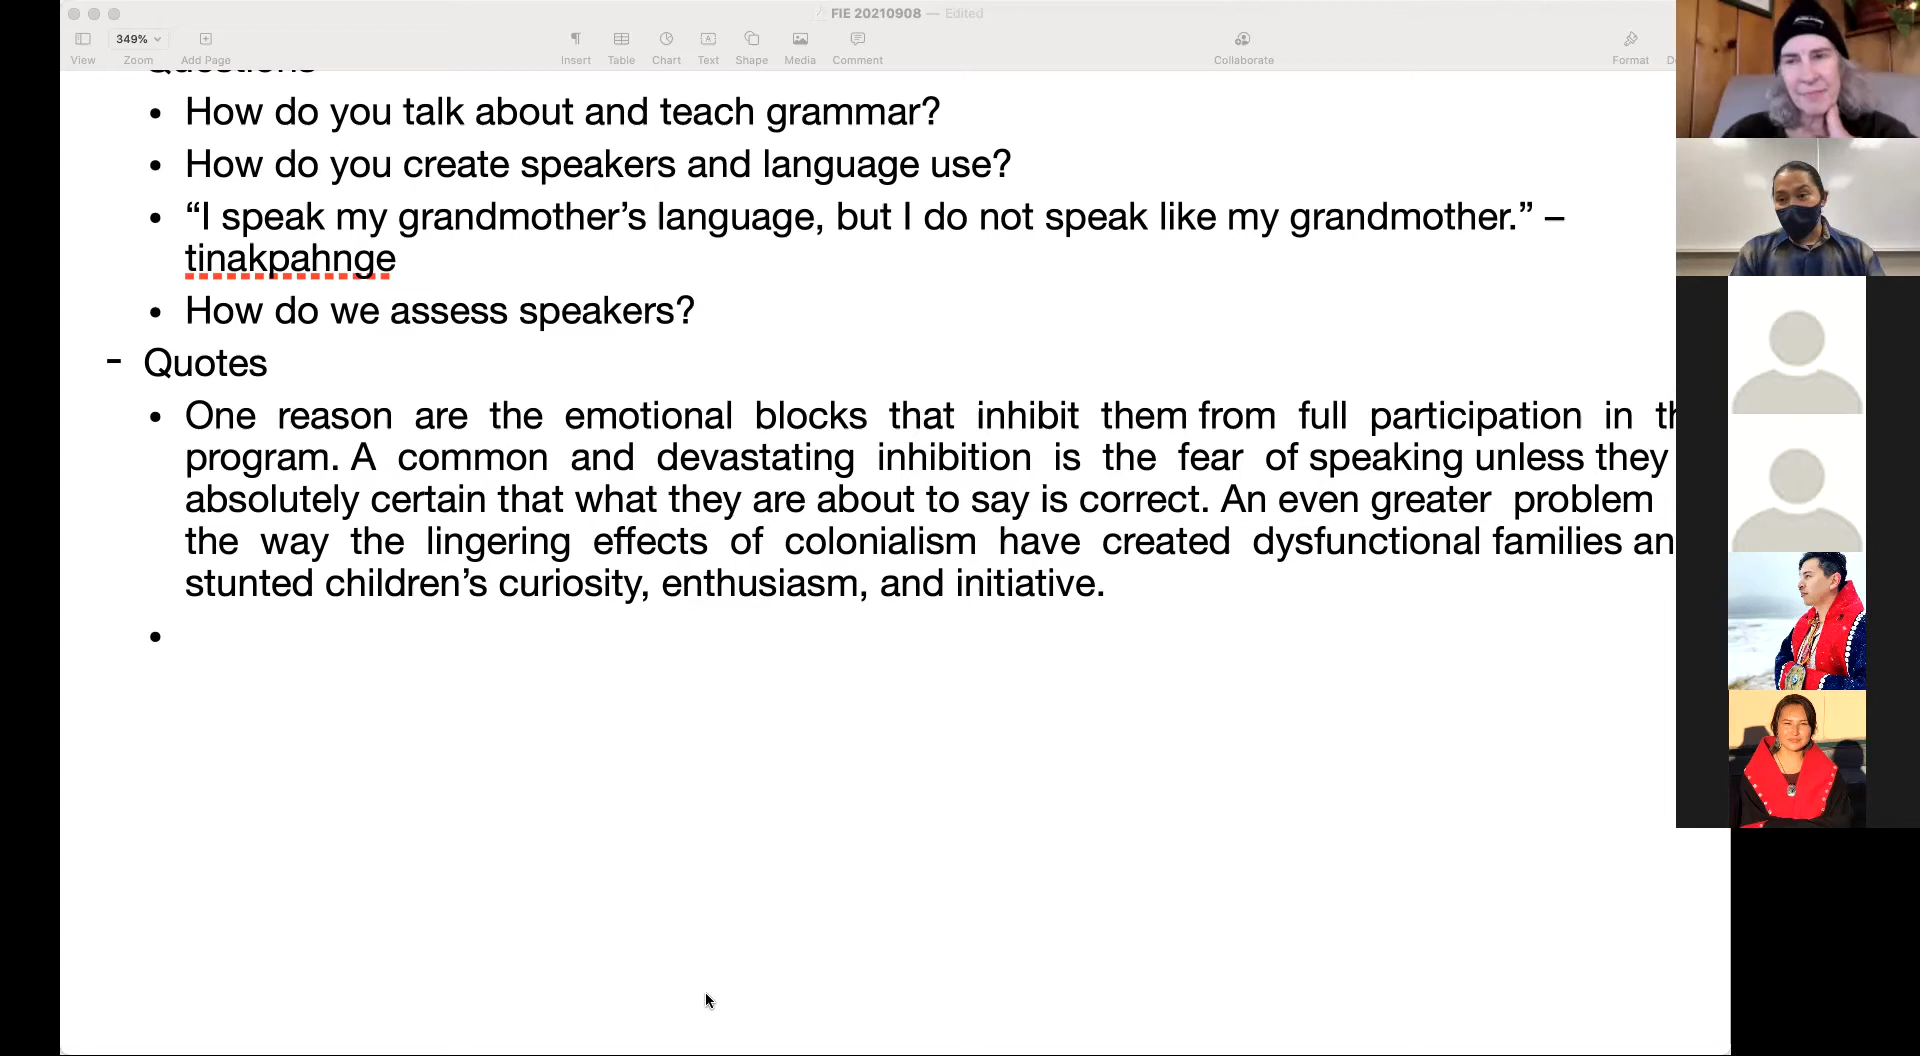 FIE 20210908 — Edited
349%
View Zoom Add Page Insert Table Chart Text Shape Media Comment Collaborate Format
Questions
• How do you talk about and teach grammar?
• How do you create speakers and language use?
• “I speak my grandmother’s language, but I do not speak like my grandmother.” –
tinakpahnge
• How do we assess speakers?
- Quotes
• One reason are the emotional blocks that inhibit them from full participation in th
program. A common and devastating inhibition is the fear of speaking unless they
absolutely certain that what they are about to say is correct. An even greater problem
the way the lingering effects of colonialism have created dysfunctional families an
stunted children’s curiosity, enthusiasm, and initiative.
•